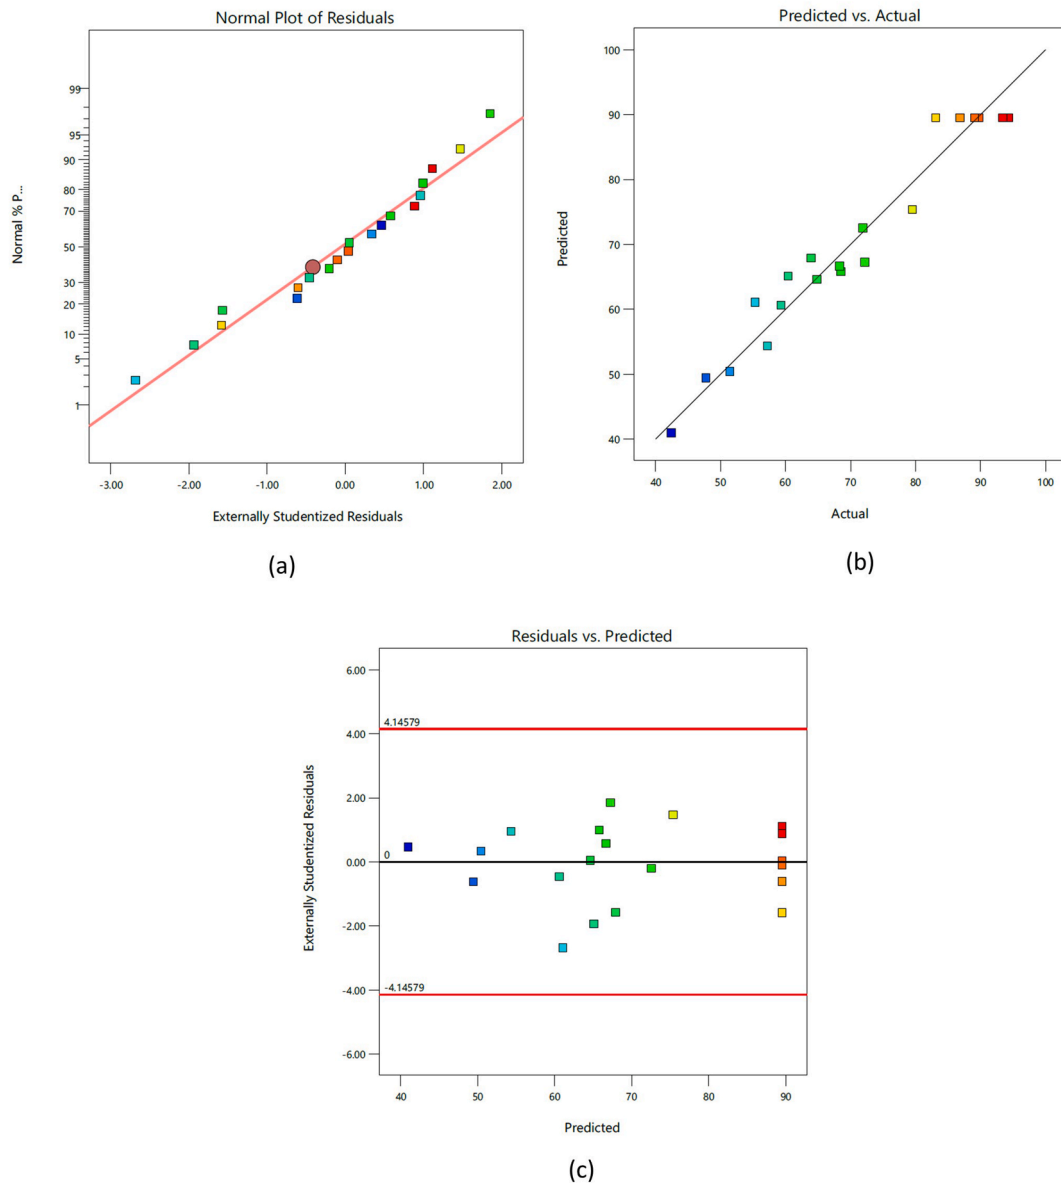 Normal Plot of Residuals
Normal % P...
99
95
90
80
70
50
30
20
10
5
1
-3.00 -2.00 -1.00 0.00 1.00 2.00
Externally Studentized Residuals
(a)
Predicted vs. Actual
Predicted
100
90
80
70
60
50
40
40 50 60 70 80 90 100
Actual
(b)
Residuals vs. Predicted
Externally Studentized Residuals
6.00
4.14579
4.00
2.00
0
0.00
-2.00
-4.00
-4.14579
-6.00
40 50 60 70 80 90
Predicted
(c)